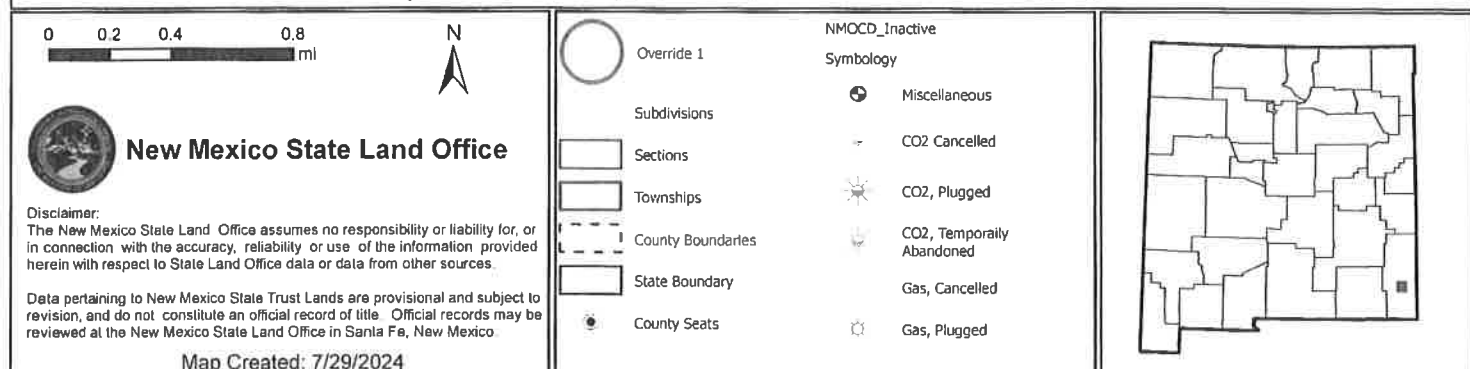 0 0.2 0.4 0.8
mi
N
New Mexico State Land Office
Disclaimer:
The New Mexico State Land Office assumes no responsibility or liability for, or
in connection with the accuracy, reliability or use of the information provided
herein with respect to State Land Office data or data from other sources.
Data pertaining to New Mexico State Trust Lands are provisional and subject to
revision, and do not constitute an official record of title. Official records may be
reviewed at the New Mexico State Land Office in Santa Fe, New Mexico.
Map Created: 7/29/2024
Override 1
Subdivisions
Sections
Townships
County Boundaries
State Boundary
County Seats
NMOCD_Inactive
Symbology
Miscellaneous
CO2 Cancelled
CO2, Plugged
CO2, Temporarily
Abandoned
Gas, Cancelled
Gas, Plugged